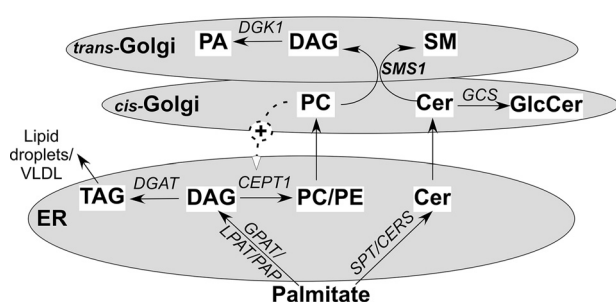 DGK1
trans-Golgi PA DAG SM
SMS1
cis-Golgi PC Cer GCS GlcCer
+
Lipid
droplets/
VLDL
DGAT CEPT1
TAG DAG PC/PE Cer
ER
GPAT/
LPAT/PAP
SPT/CERS
Palmitate